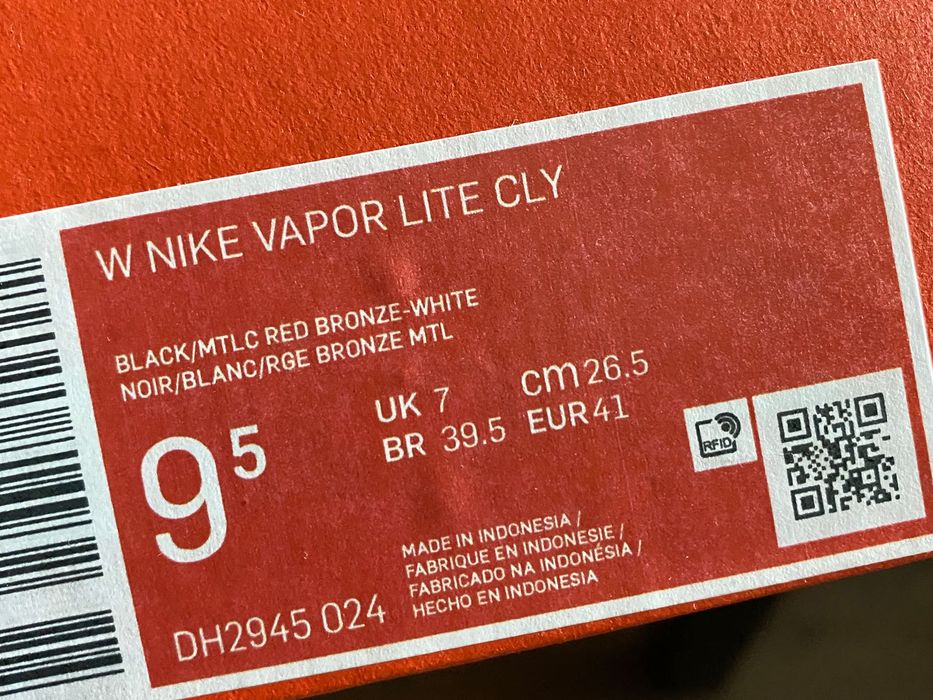 W NIKE VAPOR LITE CLY
BLACK/MTLC RED BRONZE-WHITE
NOIR/BLANC/RGE BRONZE MTL
9 5
UK 7 cm 26.5
BR 39.5 EUR 41
RFID
MADE IN INDONESIA /
FABRIQUE EN INDONESIE /
FABRICADO NA INDONÉSIA /
HECHO EN INDONESIA
DH2945 024